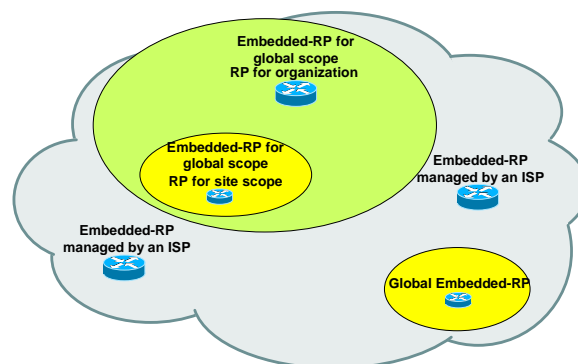 Embedded-RP for
global scope
RP for organization
Embedded-RP for
global scope
RP for site scope
Embedded-RP
managed by an ISP
Embedded-RP
managed by an ISP
Global Embedded-RP